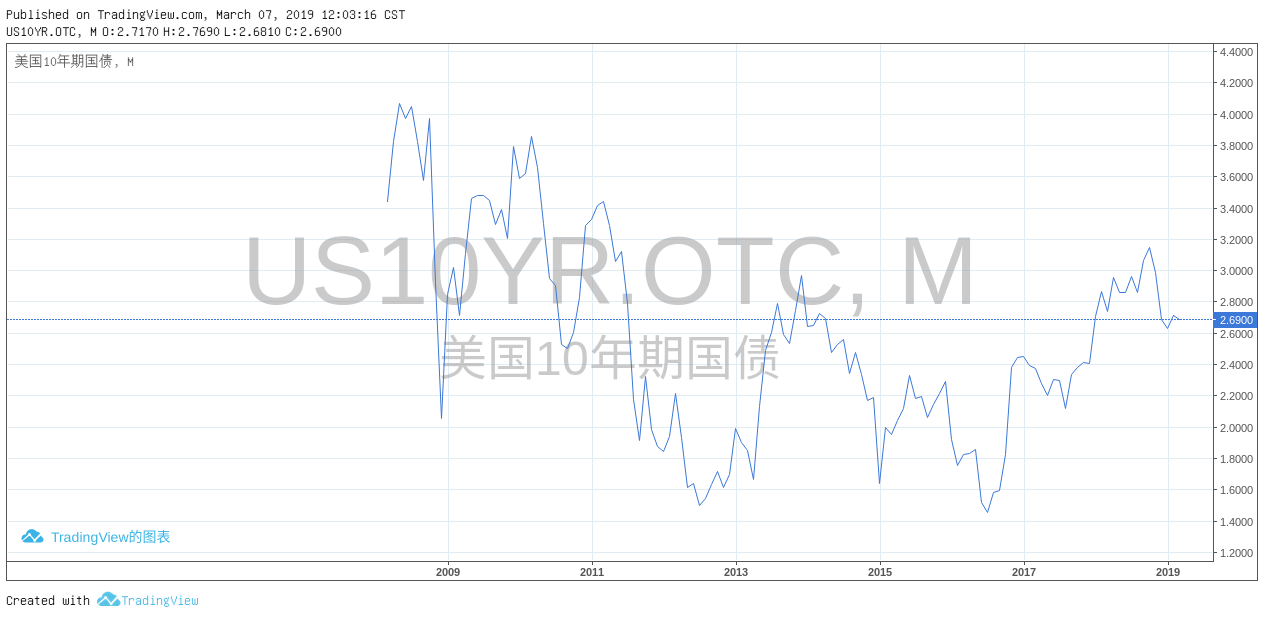 Published on TradingView.com, March 07, 2019 12:03:16 CST
US10YR.OTC, M O:2.7170 H:2.7690 L:2.6810 C:2.6900
美国10年期国债, M
US10YR.OTC, M
美国10年期国债
4.4000
4.2000
4.0000
3.8000
3.6000
3.4000
3.2000
3.0000
2.8000
2.6900
2.6000
2.4000
2.2000
2.0000
1.8000
1.6000
1.4000
1.2000
TradingView的图表
2009 2011 2013 2015 2017 2019
Created with TradingView